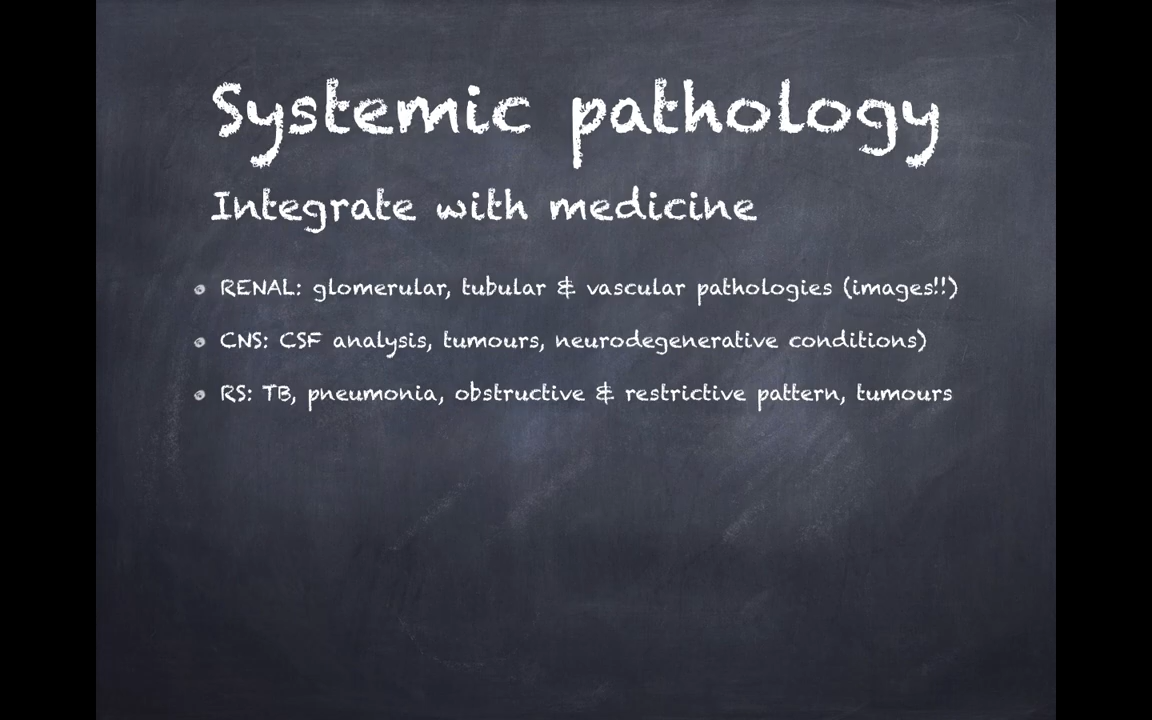 Systemic pathology
Integrate with medicine
RENAL: glomerular, tubular & vascular pathologies (images!!)
CNS: CSF analysis, tumours, neurodegenerative conditions)
RS: TB, pneumonia, obstructive & restrictive pattern, tumours